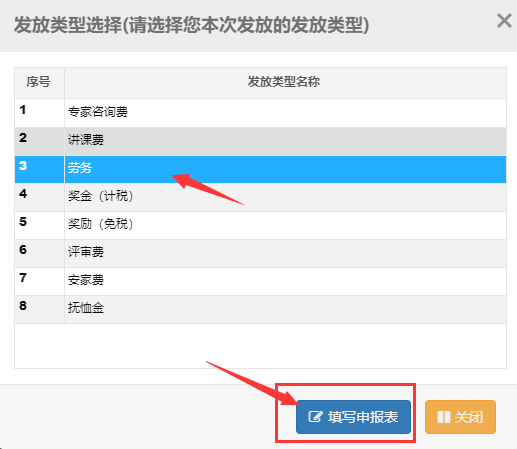 发放类型选择(请选择您本次发放的发放类型)
序号 发放类型名称
1 专家咨询费
2 讲课费
3 劳务
4 奖金（计税）
5 奖励（免税）
6 评审费
7 安家费
8 抚恤金
填写申报表 关闭